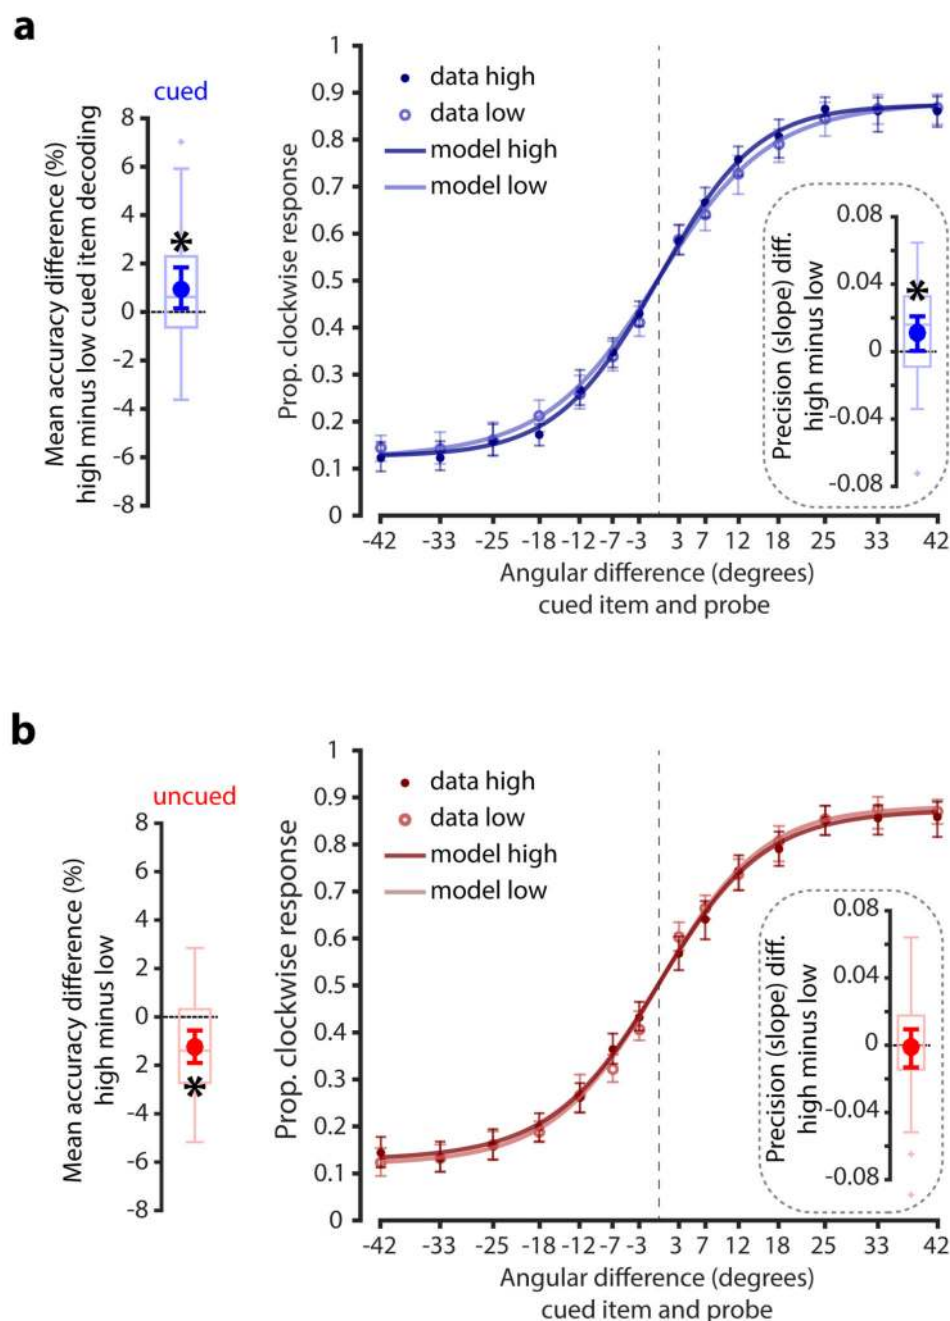 a
cued
Mean accuracy difference (%)
high minus low cued item decoding
8
6
4
2
0
-2
-4
-6
-8
*
Prop. clockwise response
1
0.9
0.8
0.7
0.6
0.5
0.4
0.3
0.2
0.1
0
data high
data low
model high
model low
Precision (slope) diff.
high minus low
0.08
0.04
0
-0.04
-0.08
*
-42 -33 -25 -18 -12 -7 -3 3 7 12 18 25 33 42
Angular difference (degrees)
cued item and probe
b
uncued
Mean accuracy difference (%)
high minus low
8
6
4
2
0
2
-4
-6
-8
*
Prop. clockwise response
1
0.9
0.8
0.7
0.6
0.5
0.4
0.3
0.2
0.1
0
data high
data low
model high
model low
Precision (slope) diff.
high minus low
0.08
0.04
0
-0.04
-0.08
-42 -33 -25 -18 -12 -7 -3 3 7 12 18 25 33 42
Angular difference (degrees)
cued item and probe